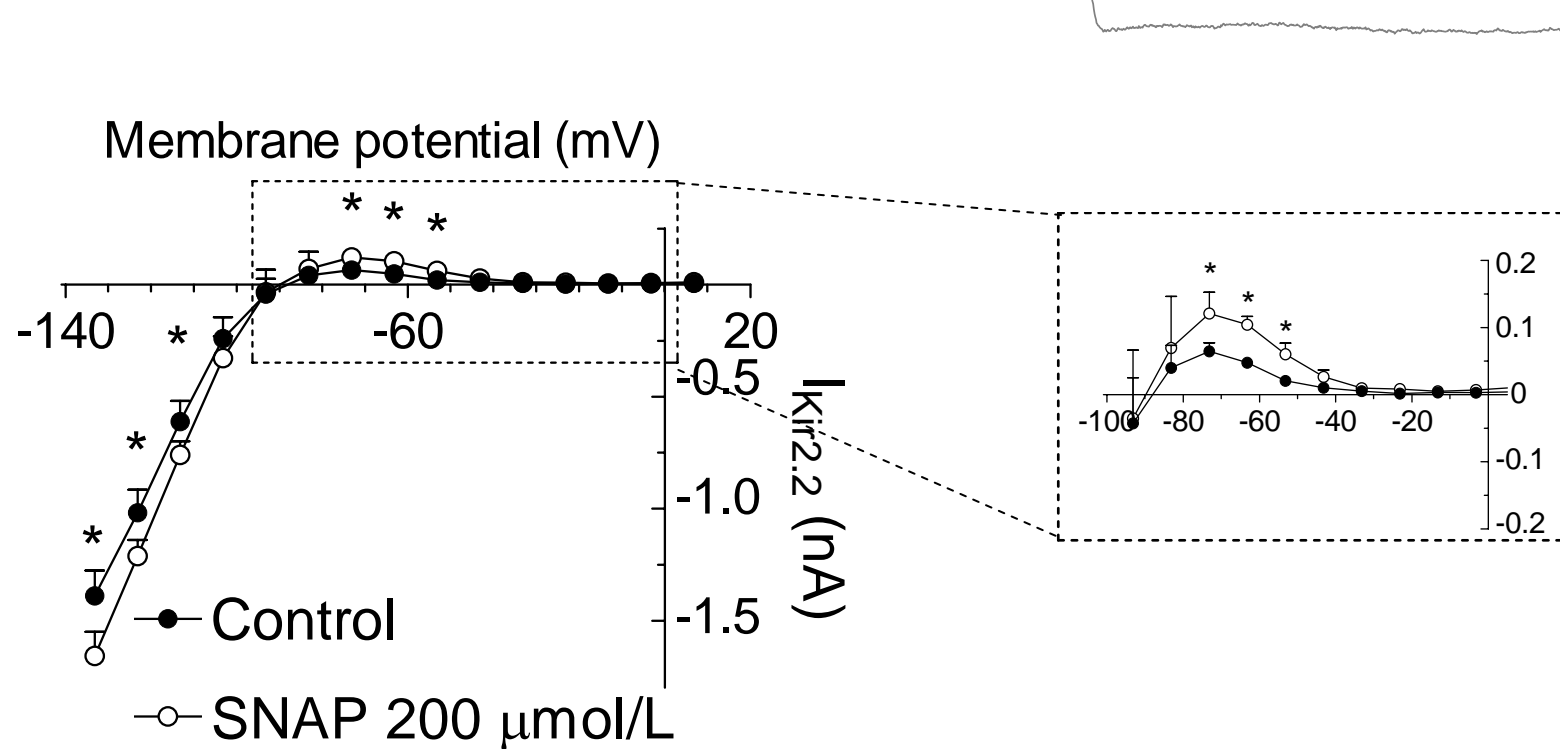 Membrane potential (mV)
* * *
-140 -60 20
*
-0.5
*
-1.0
*
-1.5
IKir2.2 (nA)
Control
SNAP 200 μmol/L
0.2
* * *
0.1
0
-100 -80 -60 -40 -20
-0.1
-0.2